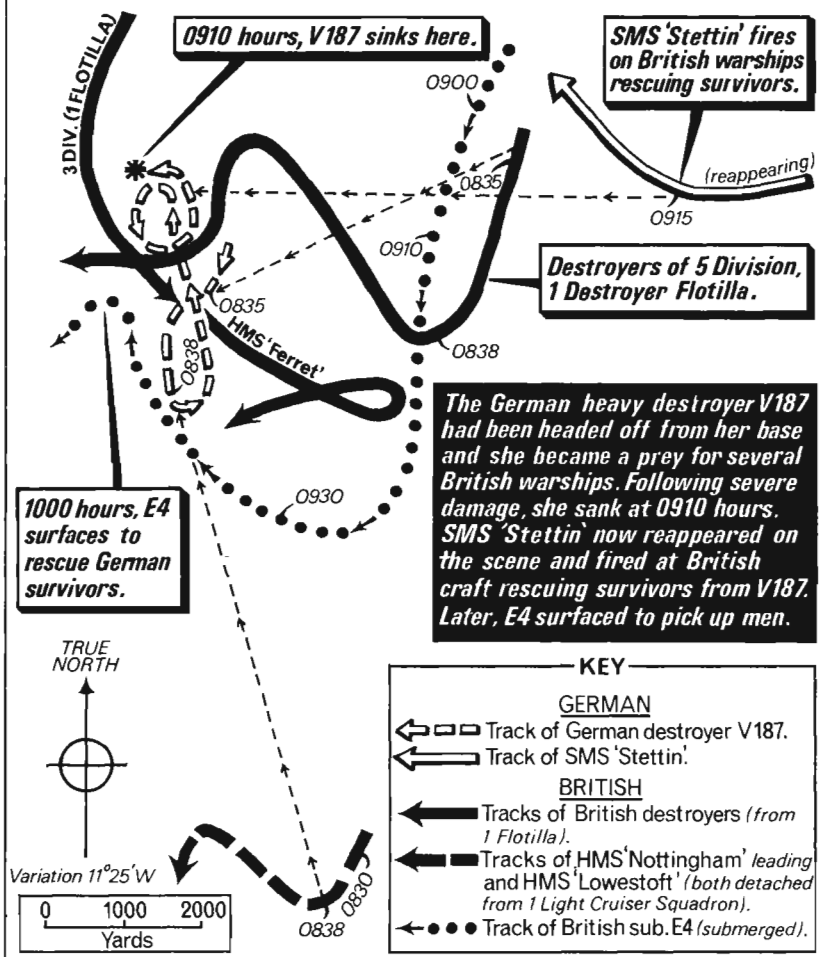 0910 hours, V187 sinks here.
SMS 'Stettin' fires
on British warships
rescuing survivors.
3 DIV. (1 FLOTILLA)
0900
0835
(reappearing)
0915
0910
Destroyers of 5 Division,
1 Destroyer Flotilla.
0835
0838
HMS 'Ferret'
0838
The German heavy destroyer V187
had been headed off from her base
and she became a prey for several
British warships. Following severe
damage, she sank at 0910 hours.
SMS 'Stettin' now reappeared on
the scene and fired at British
craft rescuing survivors from V187.
Later, E4 surfaced to pick up men.
0930
1000 hours, E4
surfaces to
rescue German
survivors.
TRUE
NORTH
Variation 11°25'W
0 1000 2000
Yards
0838
0830
KEY
GERMAN
Track of German destroyer V187.
Track of SMS 'Stettin'.
BRITISH
Tracks of British destroyers (from
1 Flotilla).
Tracks of HMS 'Nottingham' leading
and HMS 'Lowestoft' (both detached
from 1 Light Cruiser Squadron).
Track of British sub. E4 (submerged).